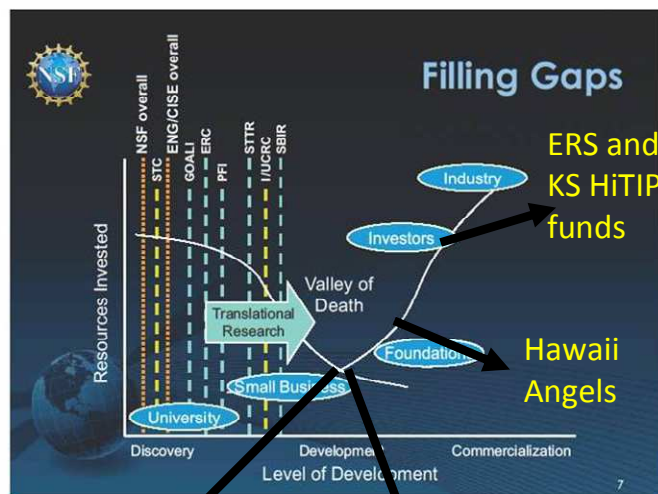 NSF
Filling Gaps
NSF overall
STC
ENG/CISE overall
GOALI
ERC
PFI
STTR
I/UCRC
SBIR
ERS and
KS HiTIP
funds
Industry
Investors
Resources Invested
Valley of
Death
Translational
Research
Foundation
Hawaii
Angels
Small Business
University
Discovery
Development
Commercialization
Level of Development
7